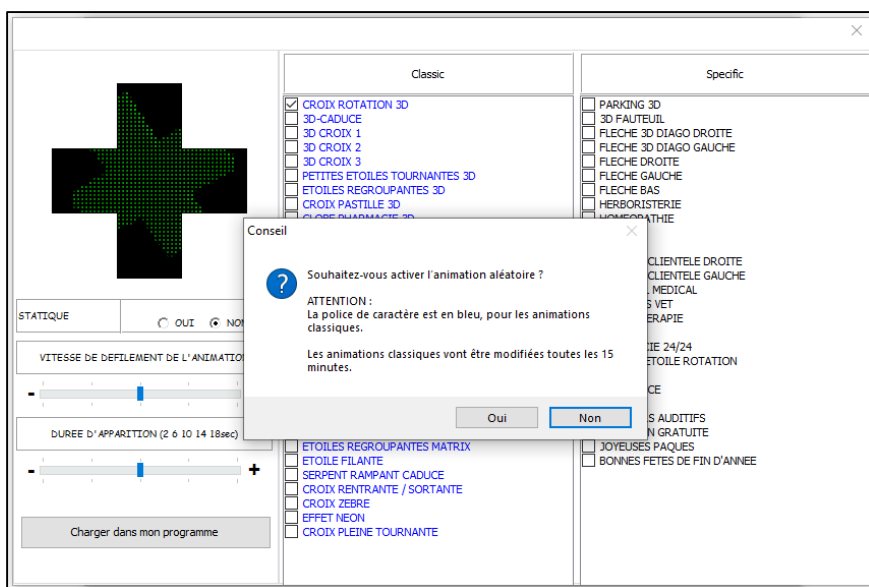 Classic
Specific
CROIX ROTATION 3D
3D-CADUCE
3D CROIX 1
3D CROIX 2
3D CROIX 3
PETITES ETOILES TOURNANTES 3D
ETOILES REGROUPANTES 3D
CROIX PASTILLE 3D
GLOBE PHARMACIE 3D
PARKING 3D
3D FAUTEUIL
FLECHE 3D DIAGO DROITE
FLECHE 3D DIAGO GAUCHE
FLECHE DROITE
FLECHE GAUCHE
FLECHE BAS
HERBORISTERIE
HOMEOPATHIE
CLIENTELE DROITE
CLIENTELE GAUCHE
MEDICAL
VET
24/24
ETOILE ROTATION
AUDITIFS
GRATUITE
JOYEUSES PAQUES
BONNES FETES DE FIN D'ANNEE
Conseil
Souhaitez-vous activer l'animation aléatoire ?
ATTENTION :
La police de caractère est en bleu, pour les animations
classiques.
Les animations classiques vont être modifiées toutes les 15
minutes.
Oui
Non
STATIQUE
OUI
NON
VITESSE DE DEFILEMENT DE L'ANIMATION
-
DUREE D'APPARITION (2 6 10 14 18sec)
- +
Charger dans mon programme
ETOILES REGROUPANTES MATRIX
ETOILE FILANTE
SERPENT RAMPANT CADUCE
CROIX RENTRANTE / SORTANTE
CROIX ZEBRE
EFFET NEON
CROIX PLEINE TOURNANTE